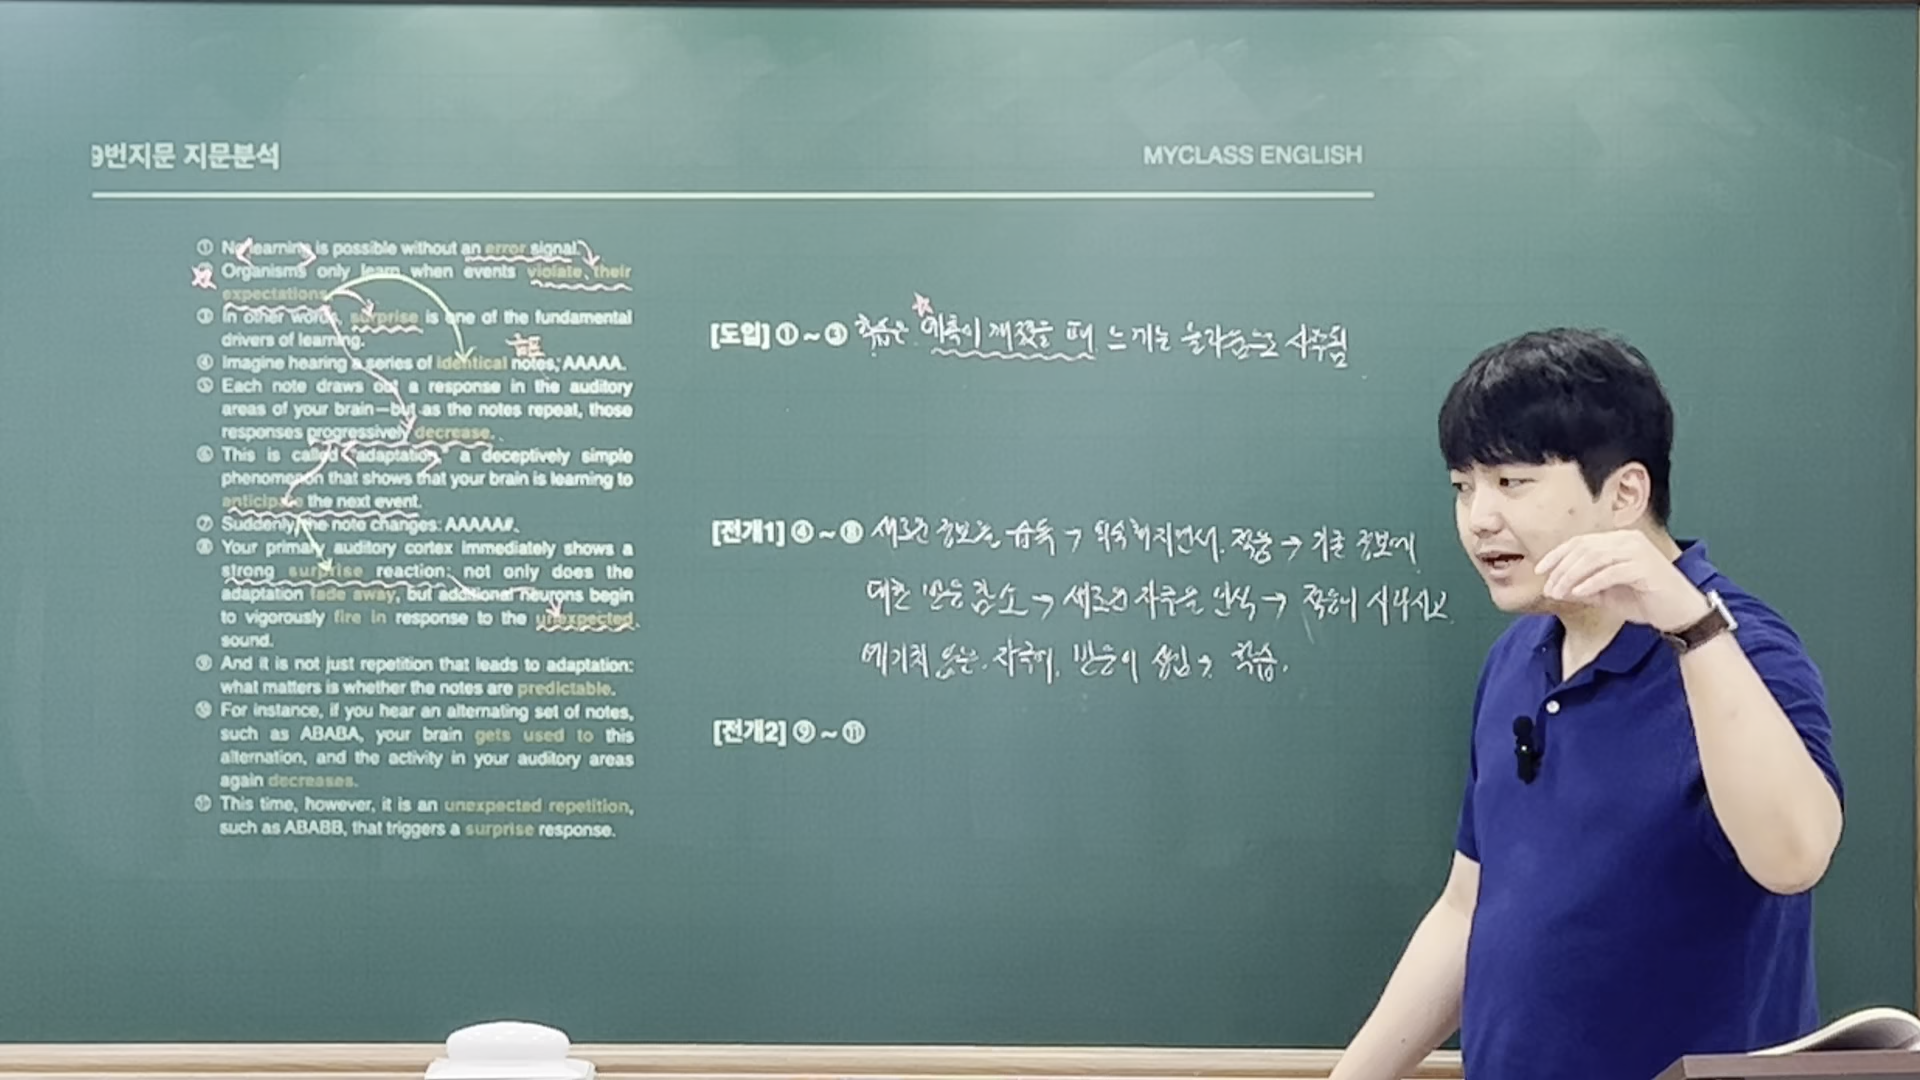 9번지문 지문분석
MYCLASS ENGLISH
① No learning is possible without an error signal.
② Organisms only learn when events violate their
expectations.
③ In other words, surprise is one of the fundamental
drivers of learning.
④ Imagine hearing a series of identical notes, AAAAA.
⑤ Each note draws out a response in the auditory
areas of your brain—but as the notes repeat, those
responses progressively decrease.
⑥ This is called "adaptation," a deceptively simple
phenomenon that shows that your brain is learning to
anticipate the next event.
⑦ Suddenly, the note changes: AAAAA#.
⑧ Your primary auditory cortex immediately shows a
strong surprise reaction: not only does the
adaptation fade away, but additional neurons begin
to vigorously fire in response to the unexpected
sound.
⑨ And it is not just repetition that leads to adaptation:
what matters is whether the notes are predictable.
⑩ For instance, if you hear an alternating set of notes,
such as ABABA, your brain gets used to this
alternation, and the activity in your auditory areas
again decreases.
⑪ This time, however, it is an unexpected repetition,
such as ABABB, that triggers a surprise response.
[도입] ① ~ ③ 학습은 예측이 깨졌을 때 느끼는 놀라움으로 시작됨
[전개1] ④ ~ ⑧ 새로운 정보를 습득 → 익숙해지면서 적응 → 기존 정보에
대한 반응 감소 → 새로운 자극을 인식 → 적응이 사라지고
예기치 않은 자극에 반응이 생김 → 학습.
[전개2] ⑨ ~ ⑪